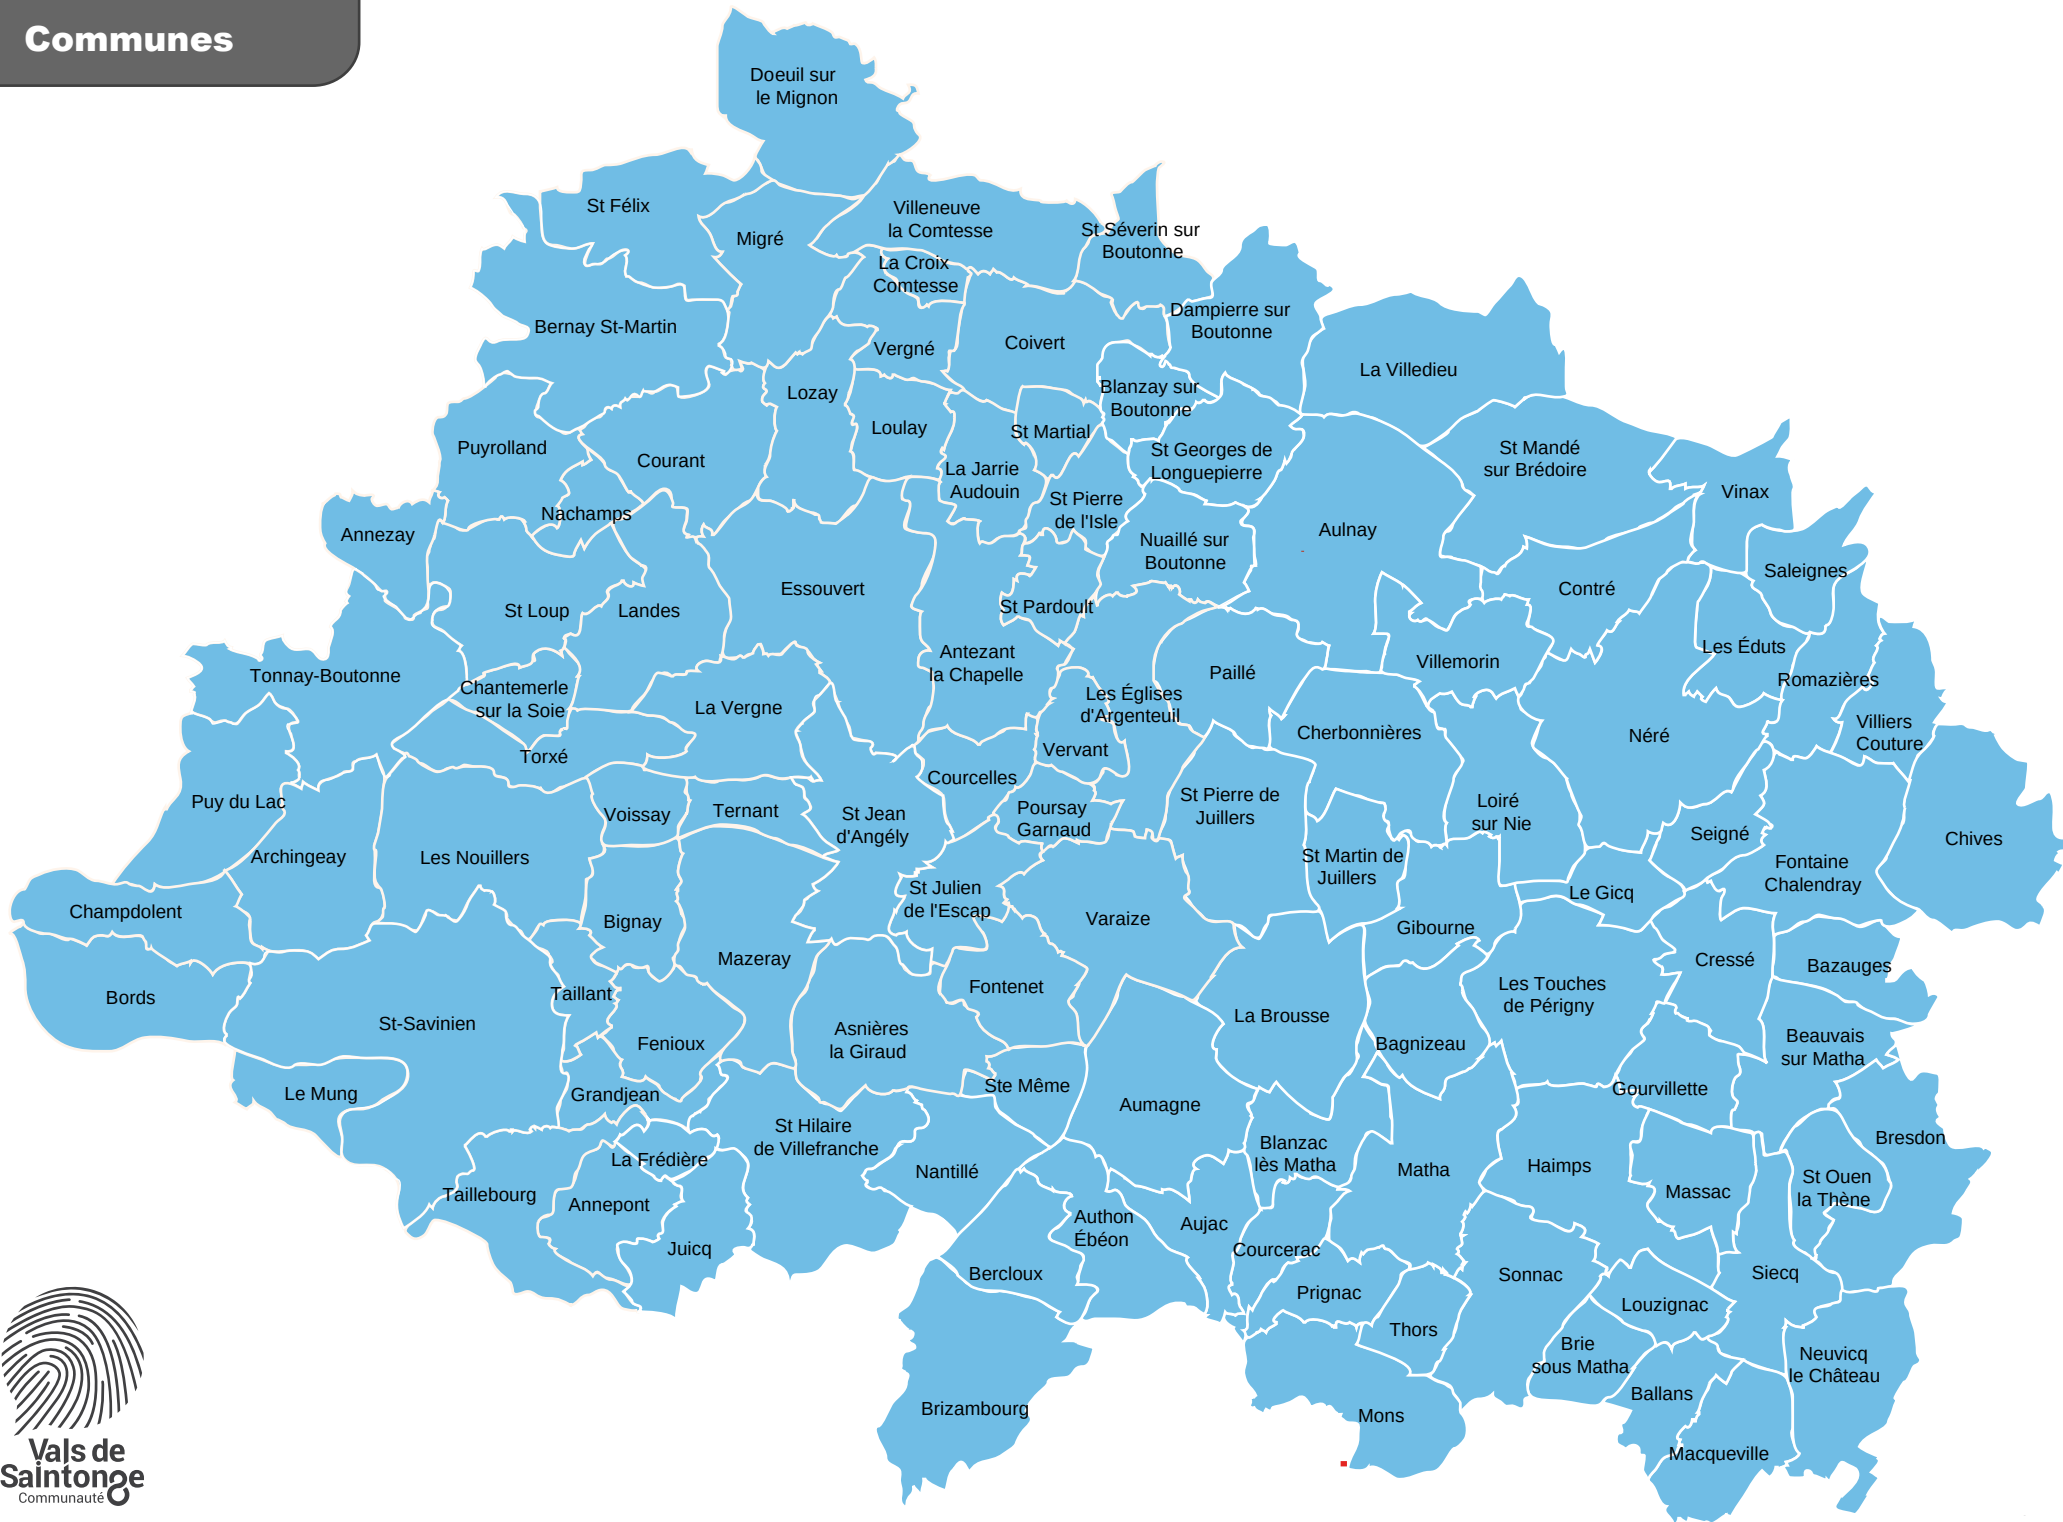 Communes
Doeuil sur
le Mignon
St Félix
Migré
Villeneuve
la Comtesse
St Séverin sur
Boutonne
La Croix
Comtesse
Bernay St-Martin
Dampierre sur
Boutonne
Vergné
Coivert
La Villedieu
Lozay
Blanzay sur
Boutonne
Loulay
St Martial
Puyrolland
Courant
St Georges de
Longuepierre
St Mandé
sur Brédoire
La Jarrie
Audouin
Vinax
St Pierre
de l'Isle
Nachamps
Annezay
Aulnay
Nuaillé sur
Boutonne
Saleignes
Essouvert
Contré
St Loup
Landes
St Pardoult
Les Éduts
Antezant
la Chapelle
Villemorin
Paillé
Tonnay-Boutonne
Romazières
Chantemerle
sur la Soie
La Vergne
Les Églises
d'Argenteuil
Villiers
Couture
Cherbonnières
Néré
Vervant
Torxé
Courcelles
Puy du Lac
St Pierre de
Juillers
Loiré
sur Nie
Voissay
Ternant
St Jean
d'Angély
Poursay
Garnaud
Seigné
Chives
Archingeay
Les Nouillers
St Martin de
Juillers
Fontaine
Chalendray
Le Gicq
St Julien
de l'Escap
Champdolent
Bignay
Varaize
Gibourne
Mazeray
Cressé
Bazauges
Bords
Taillant
Fontenet
Les Touches
de Périgny
St-Savinien
La Brousse
Asnières
la Giraud
Fenioux
Bagnizeau
Beauvais
sur Matha
Le Mung
Grandjean
Ste Même
Gourvillette
Aumagne
St Hilaire
de Villefranche
Bresdon
Blanzac
lès Matha
La Frédière
Nantillé
Matha
Haimps
St Ouen
la Thène
Taillebourg
Annepont
Massac
Authon
Ébéon
Aujac
Juicq
Courcerac
Bercloux
Sonnac
Siecq
Prignac
Louzignac
Thors
Brie
sous Matha
Neuvicq
le Château
Ballans
Brizambourg
Mons
Macqueville
Vals de
Saintonge
Communauté